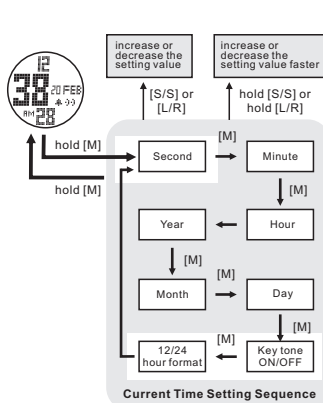 12
38
20 FEB
AM 28
increase or
decrease the
setting value
increase or
decrease the
setting value faster
[S/S] or
[L/R]
hold [S/S] or
hold [L/R]
hold [M]
hold [M]
Second
[M]
Minute
[M]
Year
Hour
[M]
Month
[M]
Day
[M]
12/24
hour format
[M]
Key tone
ON/OFF
Current Time Setting Sequence